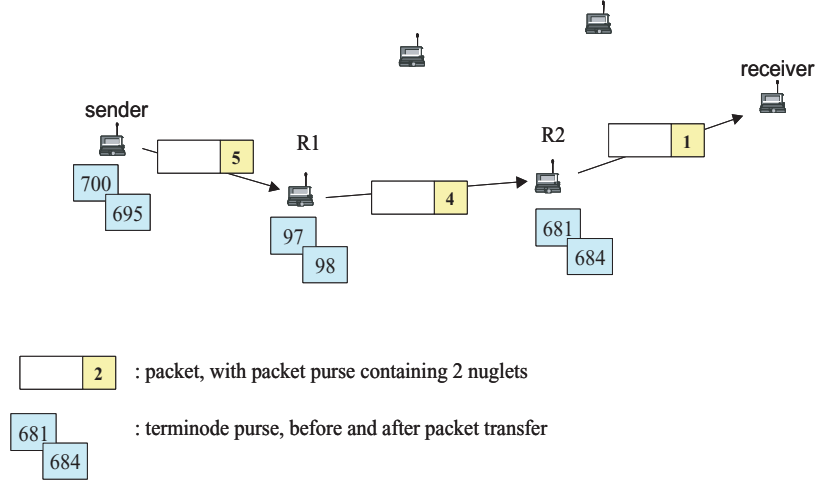 receiver
sender
R1
R2
5
1
4
700
695
97
98
681
684
2
: packet, with packet purse containing 2 nuglets
681
684
: terminode purse, before and after packet transfer